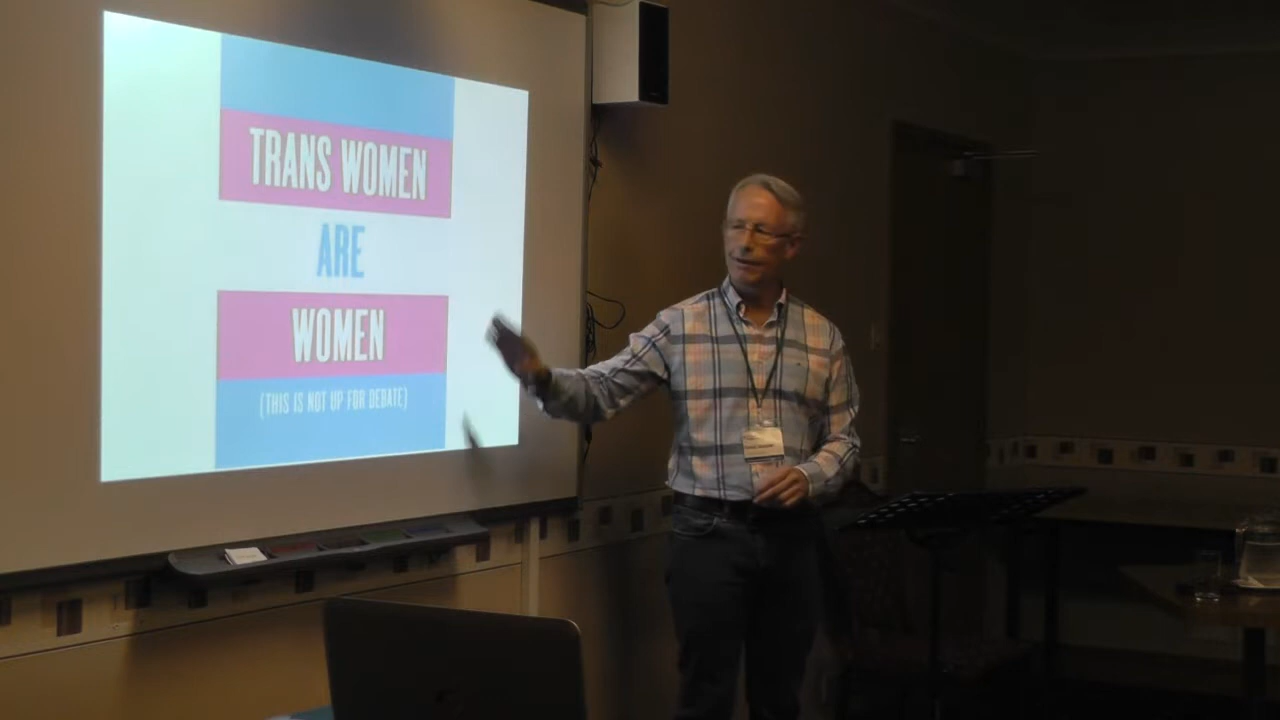 TRANS WOMEN
ARE
WOMEN
(THIS IS NOT UP FOR DEBATE)